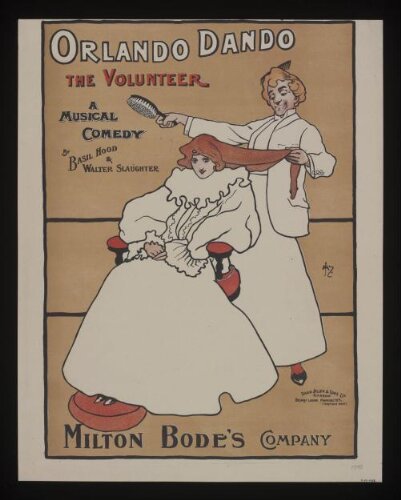 ORLANDO DANDO
THE VOLUNTEER
A
MUSICAL
COMEDY
BY
BASIL HOOD
&
WALTER SLAUGHTER
MILTON BODE'S COMPANY